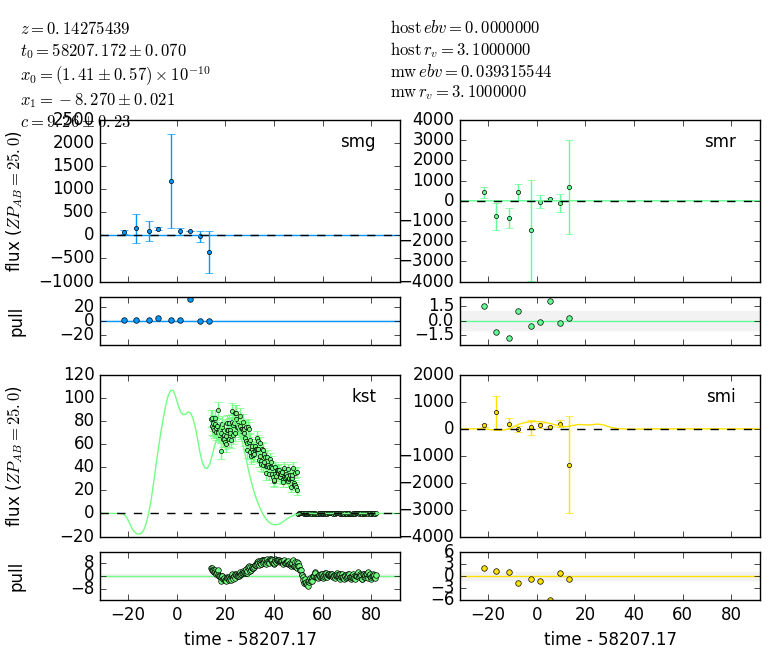 z = 0.14275439
t₀ = 58207.172 ± 0.070
x₀ = (1.41 ± 0.57) × 10⁻¹⁰
x₁ = −8.270 ± 0.021
c = 9.26 ± 0.23
host ebv = 0.0000000
host r_v = 3.1000000
mw ebv = 0.039315544
mw r_v = 3.1000000
smg
flux (ZP_AB = 25.0)
2500
2000
1500
1000
500
0
−500
−1000
pull
20
0
−20
smr
4000
3000
2000
1000
0
−1000
−2000
−3000
−4000
1.5
0.0
−1.5
kst
flux (ZP_AB = 25.0)
120
100
80
60
40
20
0
−20
pull
8
0
−8
−20 0 20 40 60 80
time - 58207.17
smi
2000
1000
0
−1000
−2000
−3000
−4000
6
3
0
−3
−6
−20 0 20 40 60 80
time - 58207.17